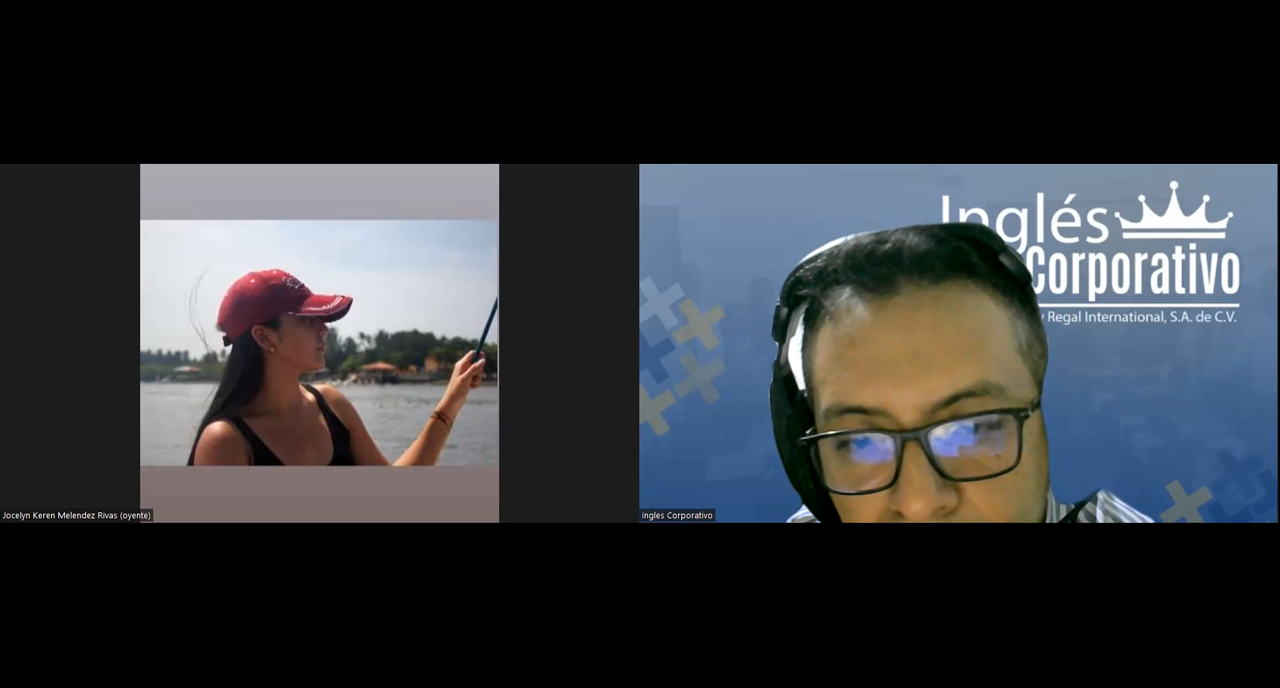 Jocelyn Keren Melendez Rivas (oyente)
Inglés
Corporativo
y Regal International, S.A. de C.V.
Ingles Corporativo